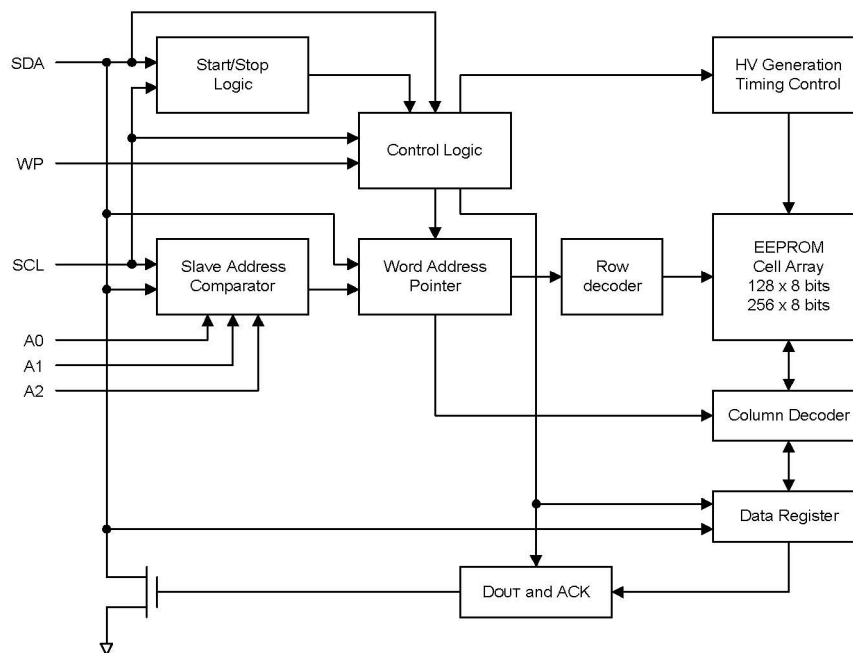 SDA
Start/Stop
Logic
HV Generation
Timing Control
WP
Control Logic
SCL
Slave Address
Comparator
Word Address
Pointer
Row
decoder
EEPROM
Cell Array
128 x 8 bits
256 x 8 bits
A0
A1
A2
Column Decoder
Data Register
DOUT and ACK